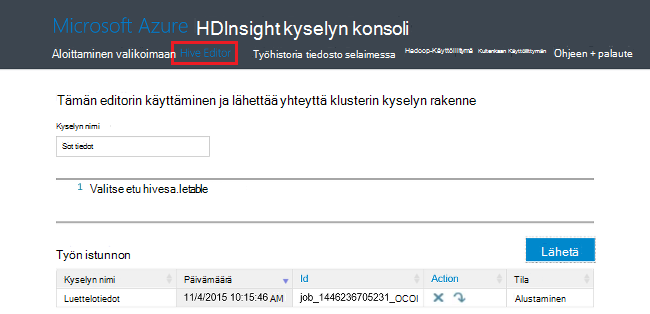 Microsoft Azure HDInsight kyselyn konsoli
Aloittaminen valikoimaan Hive Editor Työhistoria tiedosto selaimessa Hadoop-Käyttöliittymä Kuitenkaan Käyttöliittymän Ohjeen + palaute
Tämän editorin käyttäminen ja lähettää yhteyttä klusterin kyselyn rakenne
Kyselyn nimi
Sot tiedot
1 Valitse etu hivesa.letable
Lähetä
Työn istunnon
Kyselyn nimi Päivämäärä Id Action Tila
Luettelotiedot 11/4/2015 10:15:46 AM job_1446236705231_OCOI Alustaminen